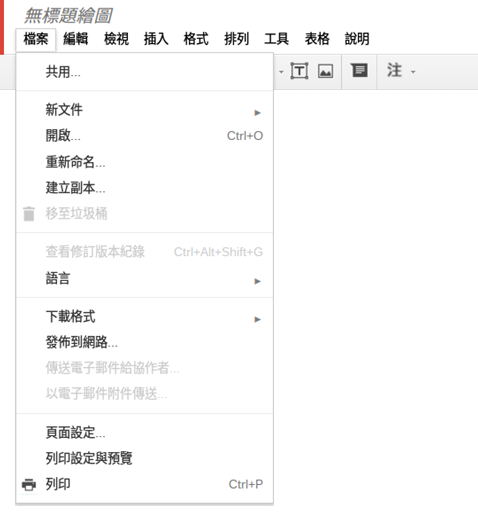 無標題繪圖
檔案 編輯 檢視 插入 格式 排列 工具 表格 說明
共用...
T 注
新文件
開啟... Ctrl+O
重新命名...
建立副本...
移至垃圾桶
查看修訂版本紀錄 Ctrl+Alt+Shift+G
語言
下載格式
發佈到網路...
傳送電子郵件給協作者...
以電子郵件附件傳送...
頁面設定...
列印設定與預覽
列印 Ctrl+P